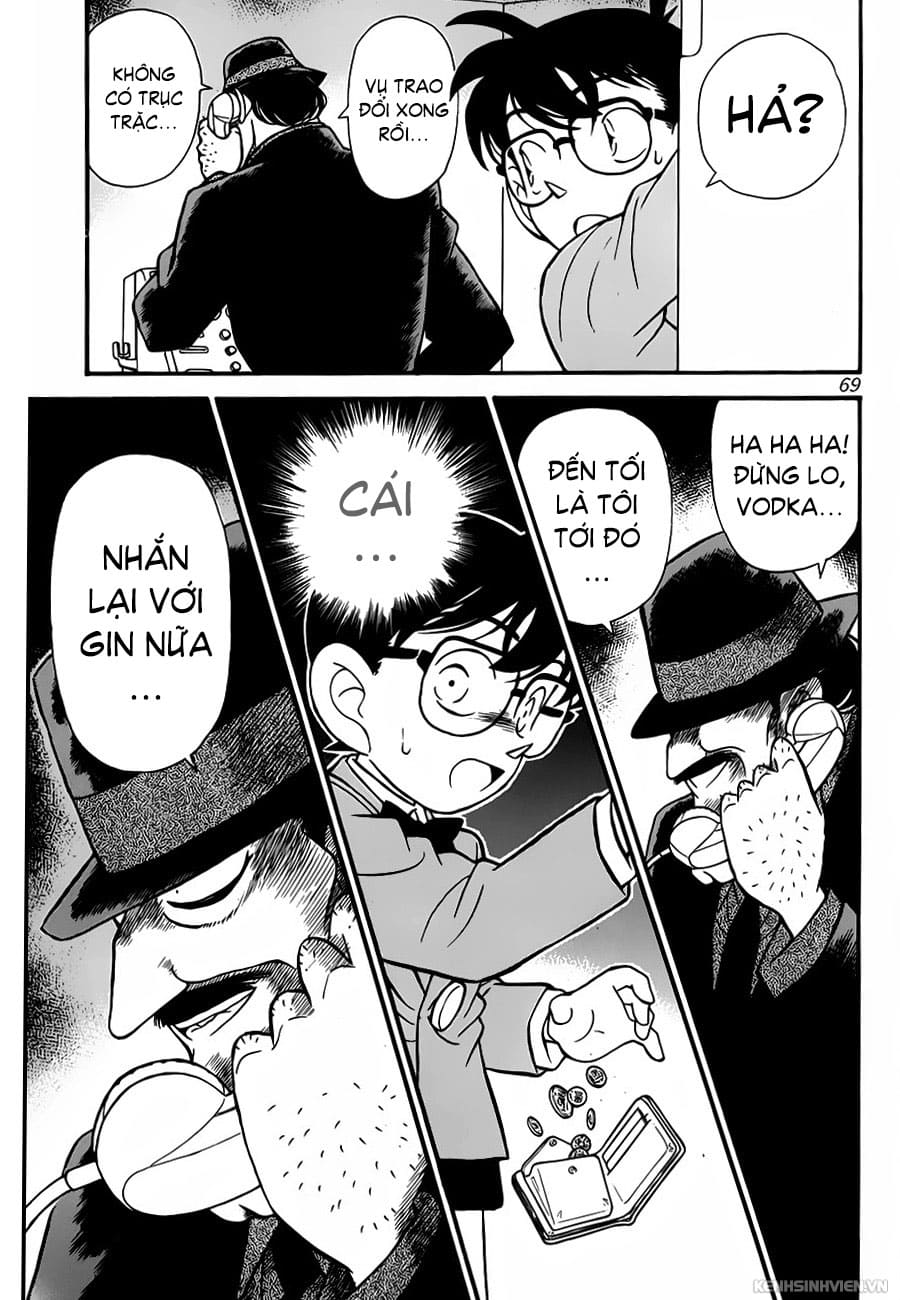 HẢ?
VỤ TRAO
ĐỔI XONG
RỒI...
KHÔNG
CÓ TRỤC
TRẶC...
69
HA HA HA!
ĐỪNG LO,
VODKA...
ĐẾN TỐI
LÀ TÔI
TỚI ĐÓ
...
CÁI
...
NHẮN
LẠI VỚI
GIN NỮA
...
KENHSINHVIEN.VN